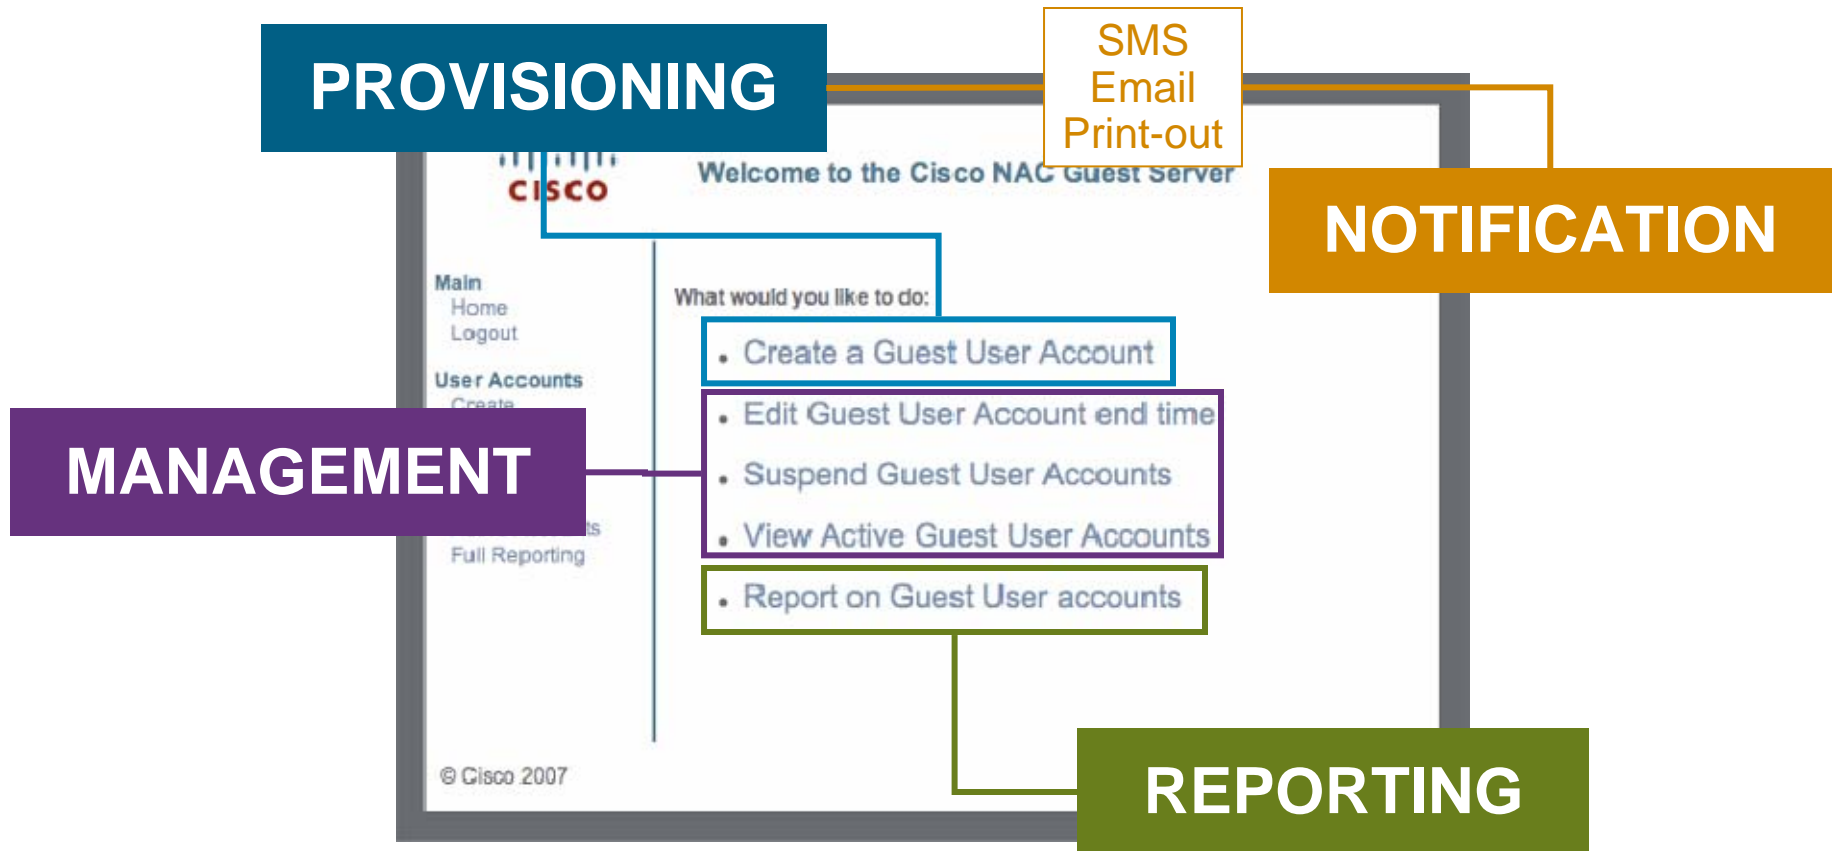 PROVISIONING
SMS
Email
Print-out
NOTIFICATION
CISCO
Welcome to the Cisco NAC Guest Server
Main
Home
Logout
User Accounts
Create
MANAGEMENT
Full Reporting
What would you like to do:
• Create a Guest User Account
• Edit Guest User Account end time
• Suspend Guest User Accounts
• View Active Guest User Accounts
• Report on Guest User accounts
REPORTING
© Cisco 2007